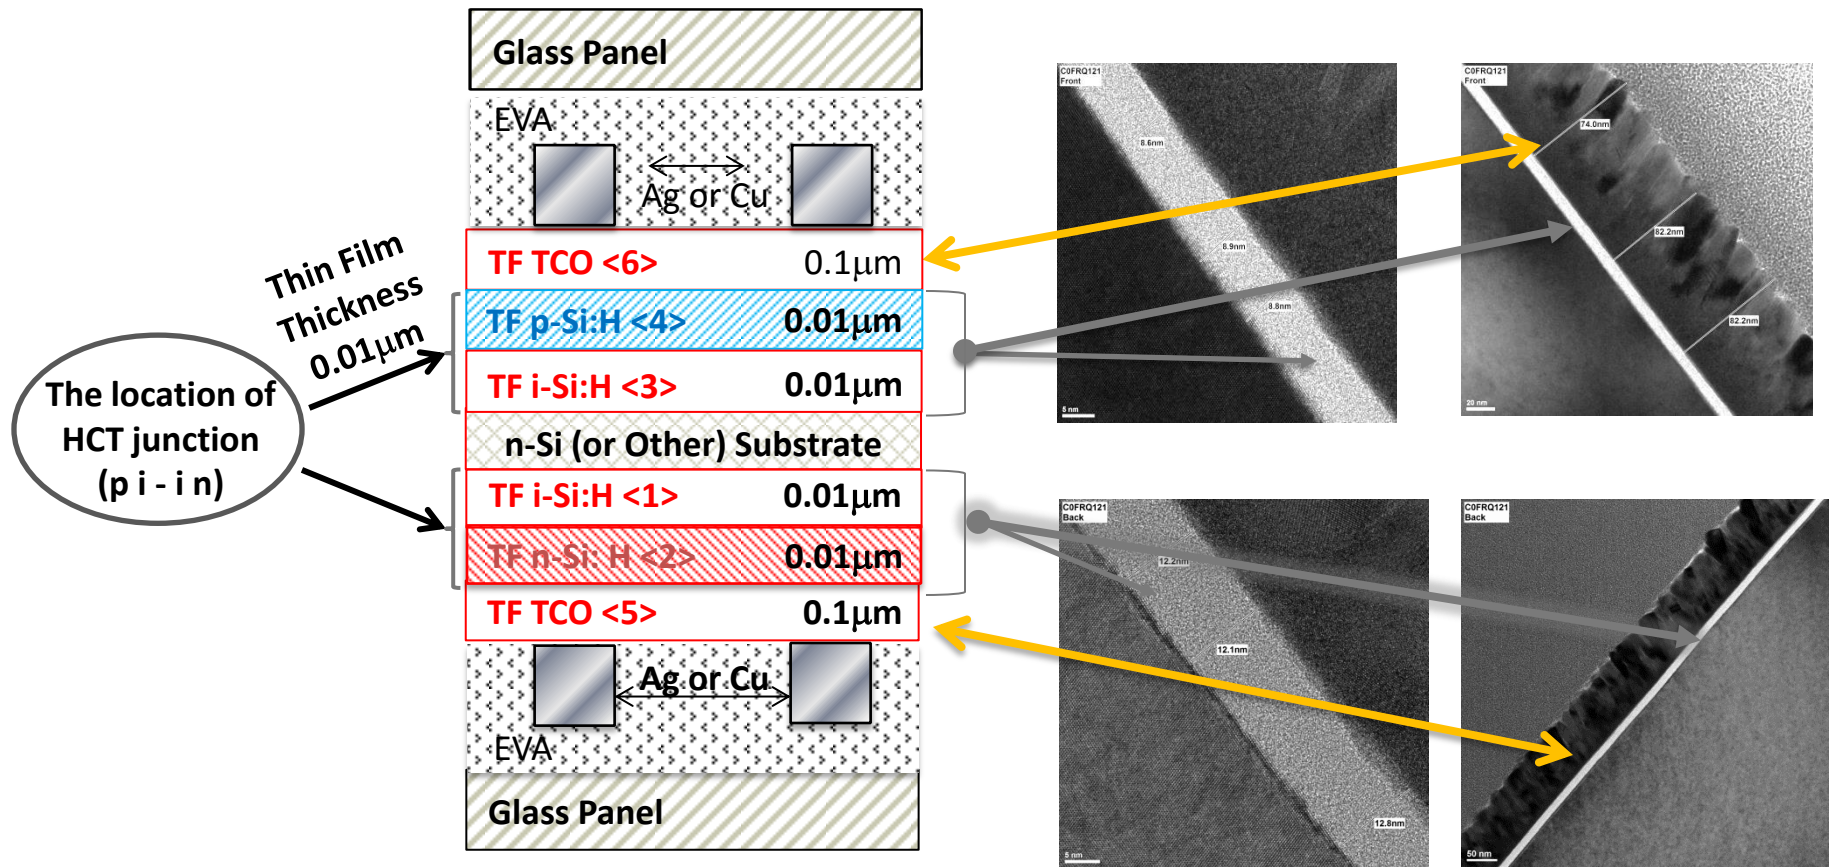 Glass Panel
EVA
Ag or Cu
TF TCO <6> 0.1μm
TF p-Si:H <4> 0.01μm
TF i-Si:H <3> 0.01μm
n-Si (or Other) Substrate
TF i-Si:H <1> 0.01μm
TF n-Si: H <2> 0.01μm
TF TCO <5> 0.1μm
Ag or Cu
EVA
Glass Panel
Thin Film
Thickness
0.01μm
The location of
HCT junction
(p i - i n)
C0FRQ121
Front
8.6nm
8.9nm
8.8nm
5 nm
C0FRQ121
Front
74.0nm
82.2nm
82.2nm
20 nm
C0FRQ121
Back
12.2nm
12.1nm
12.8nm
5 nm
C0FRQ121
Back
50 nm